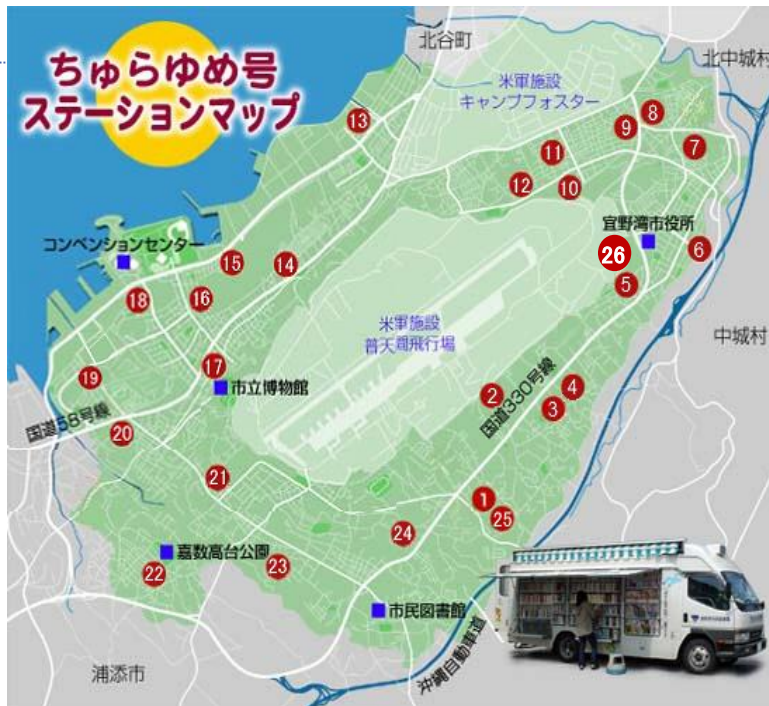 ちゅらゆめ号
ステーションマップ
北谷町
北中城村
米軍施設
キャンプフォスター
13
8
9
7
11
12
10
宜野湾市役所
26
6
5
コンベンションセンター
15
14
18
16
中城村
米軍施設
普天間飛行場
17
市立博物館
19
2
4
3
国道330号線
国道58号線
20
21
1
25
24
嘉数高台公園
22
23
市民図書館
沖縄自動車道
浦添市